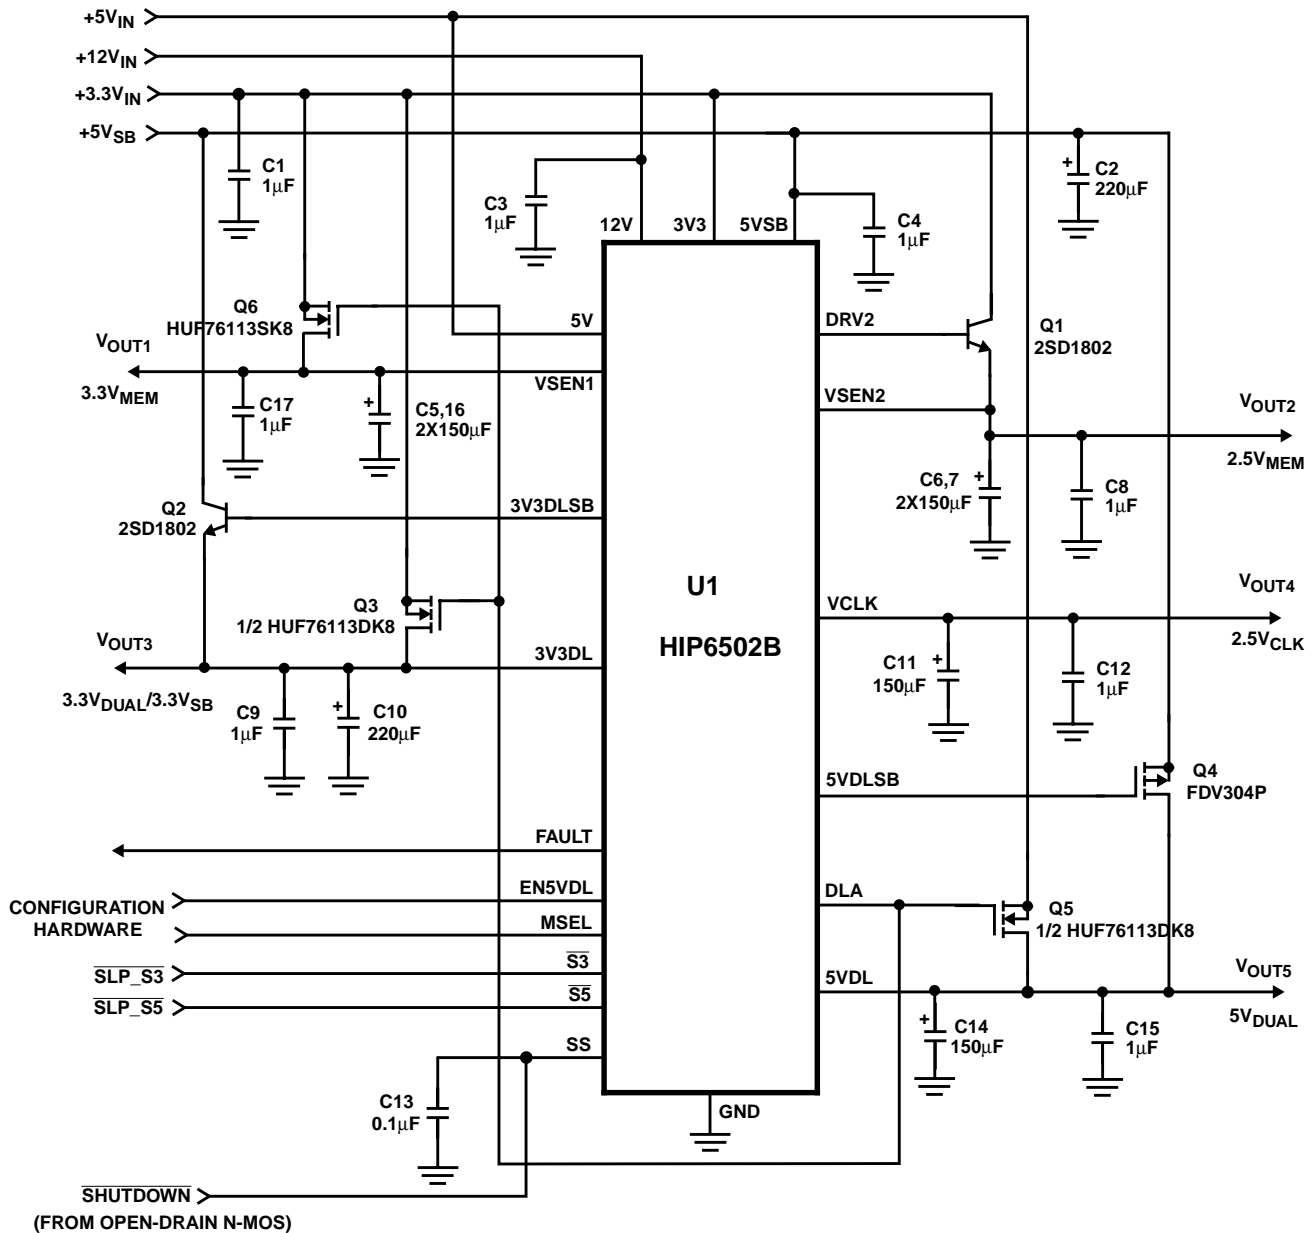 +5VIN
+12VIN
+3.3VIN
+5VSB
C1
1μF
C3
1μF
12V
3V3
5VSB
C4
1μF
C2
220μF
Q6
HUF76113SK8
5V
DRV2
Q1
2SD1802
VOUT1
3.3VMEM
VSEN1
VSEN2
C17
1μF
C5,16
2X150μF
VOUT2
2.5VMEM
C6,7
2X150μF
C8
1μF
Q2
2SD1802
3V3DLSB
U1
HIP6502B
Q3
1/2 HUF76113DK8
VCLK
VOUT4
2.5VCLK
VOUT3
3.3VDUAL/3.3VSB
3V3DL
C11
150μF
C12
1μF
C9
1μF
C10
220μF
5VDLSB
Q4
FDV304P
FAULT
EN5VDL
CONFIGURATION
HARDWARE
MSEL
DLA
Q5
1/2 HUF76113DK8
SLP_S3
S3
SLP_S5
S5
5VDL
VOUT5
5VDUAL
SS
C14
150μF
C15
1μF
C13
0.1μF
GND
SHUTDOWN
(FROM OPEN-DRAIN N-MOS)